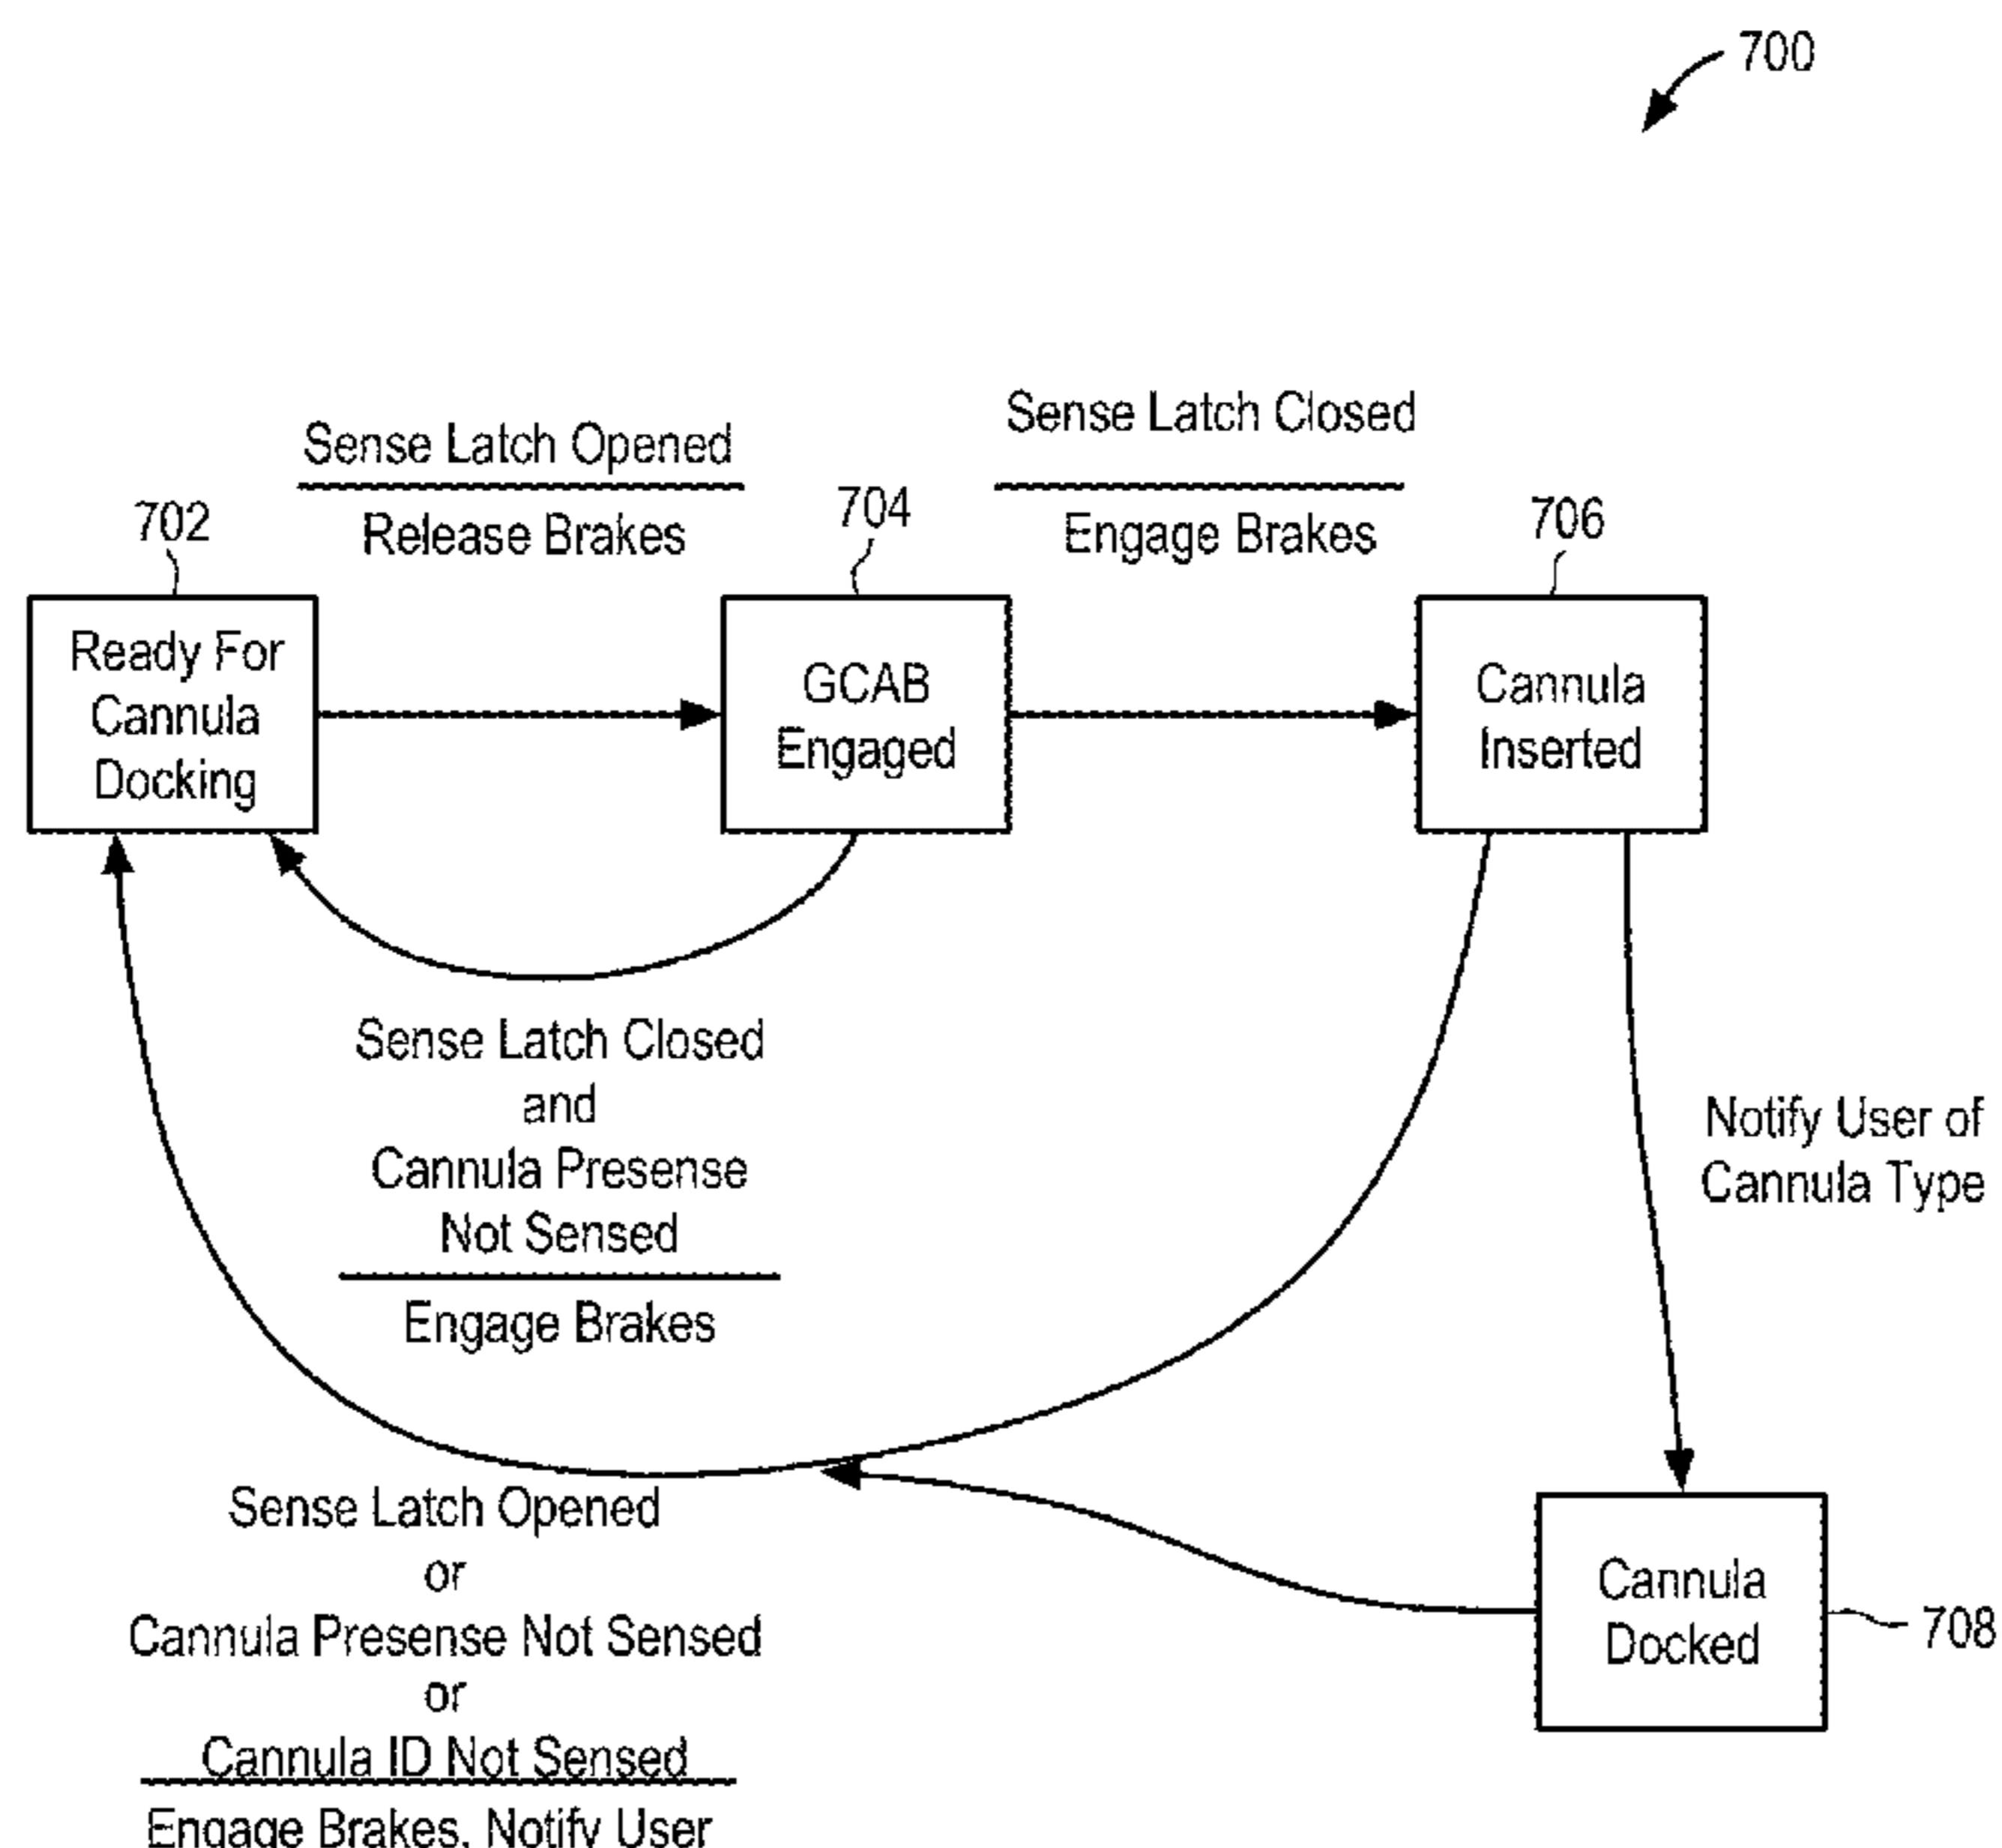 700
Sense Latch Opened
Release Brakes
Sense Latch Closed
Engage Brakes
702
704
706
Ready For
Cannula
Docking
GCAB
Engaged
Cannula
Inserted
Sense Latch Closed
and
Cannula Presense
Not Sensed
Engage Brakes
Notify User of
Cannula Type
Sense Latch Opened
or
Cannula Presense Not Sensed
or
Cannula ID Not Sensed
Engage Brakes, Notify User
Cannula
Docked
708